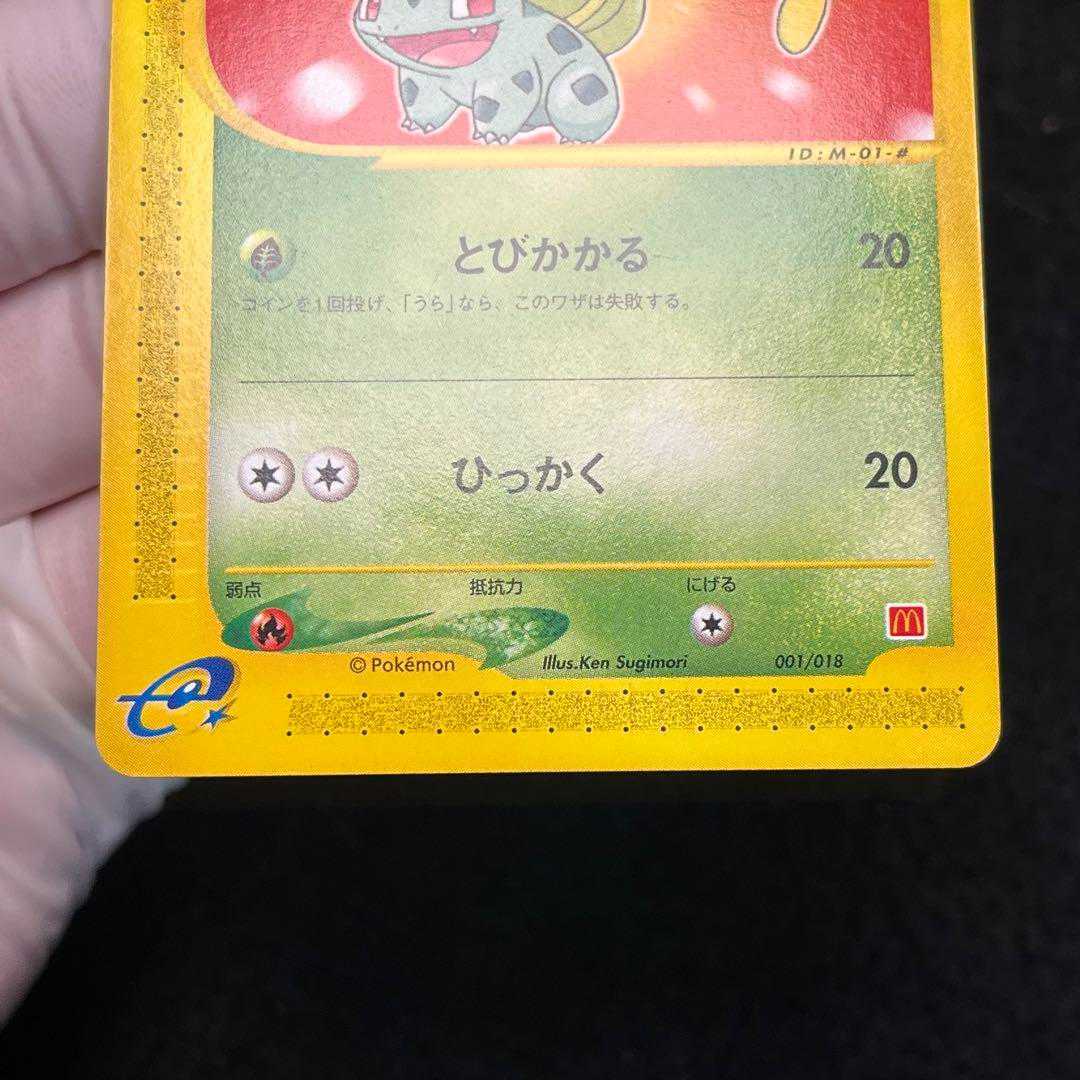 ID:M-01-#
とびかかる 20
コインを1回投げ、「うら」なら、このワザは失敗する。
ひっかく 20
弱点 抵抗力 にげる
© Pokémon Illus.Ken Sugimori 001/018